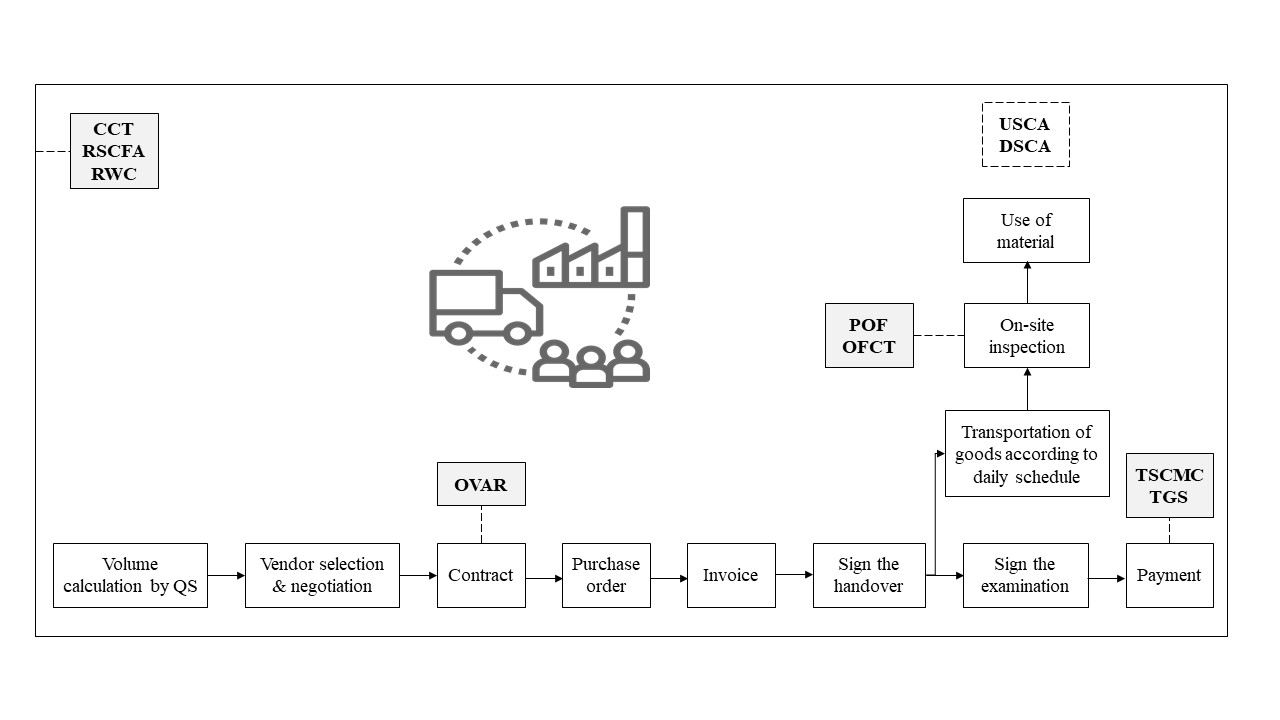 CCT
RSCFA
RWC
USCA
DSCA
Use of
material
POF
OFCT
On-site
inspection
Transportation of
goods according to
daily schedule
OVAR
TSCMC
TGS
Volume
calculation by QS
Vendor selection
& negotiation
Contract
Purchase
order
Invoice
Sign the
handover
Sign the
examination
Payment